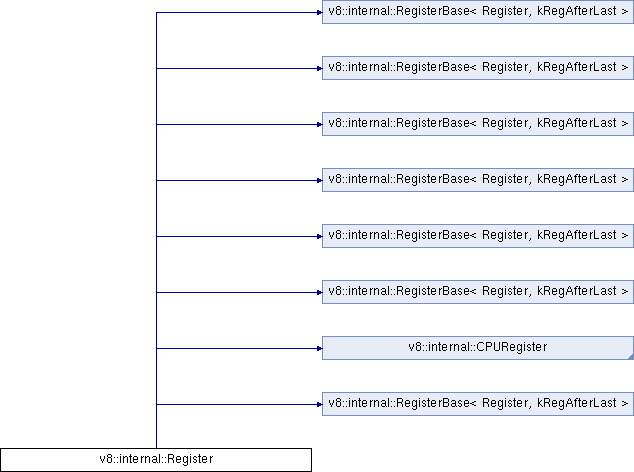 v8::internal::RegisterBase< Register, kRegAfterLast >
v8::internal::RegisterBase< Register, kRegAfterLast >
v8::internal::RegisterBase< Register, kRegAfterLast >
v8::internal::RegisterBase< Register, kRegAfterLast >
v8::internal::RegisterBase< Register, kRegAfterLast >
v8::internal::RegisterBase< Register, kRegAfterLast >
v8::internal::CPURegister
v8::internal::RegisterBase< Register, kRegAfterLast >
v8::internal::Register